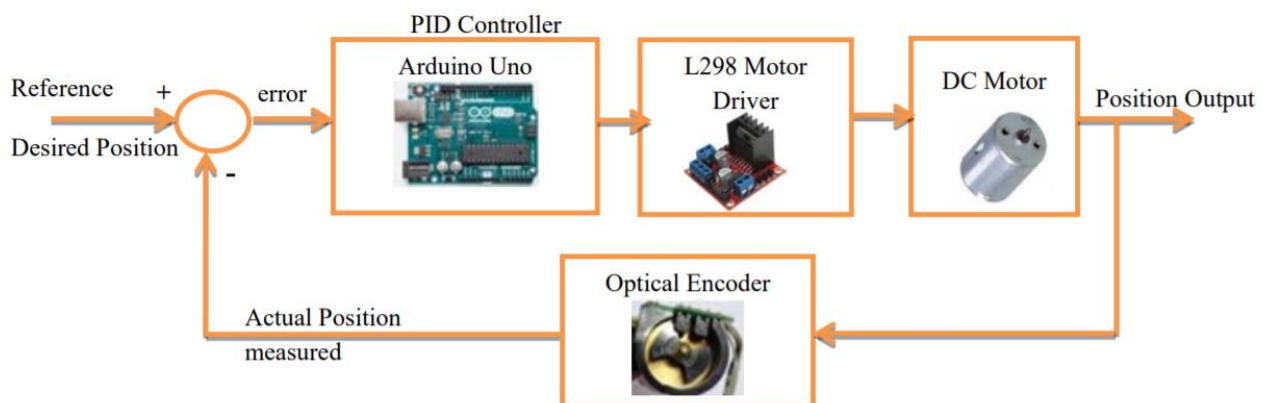 PID Controller
Arduino Uno
L298 Motor
Driver
DC Motor
Reference
+
error
Position Output
Desired Position
-
Optical Encoder
Actual Position
measured